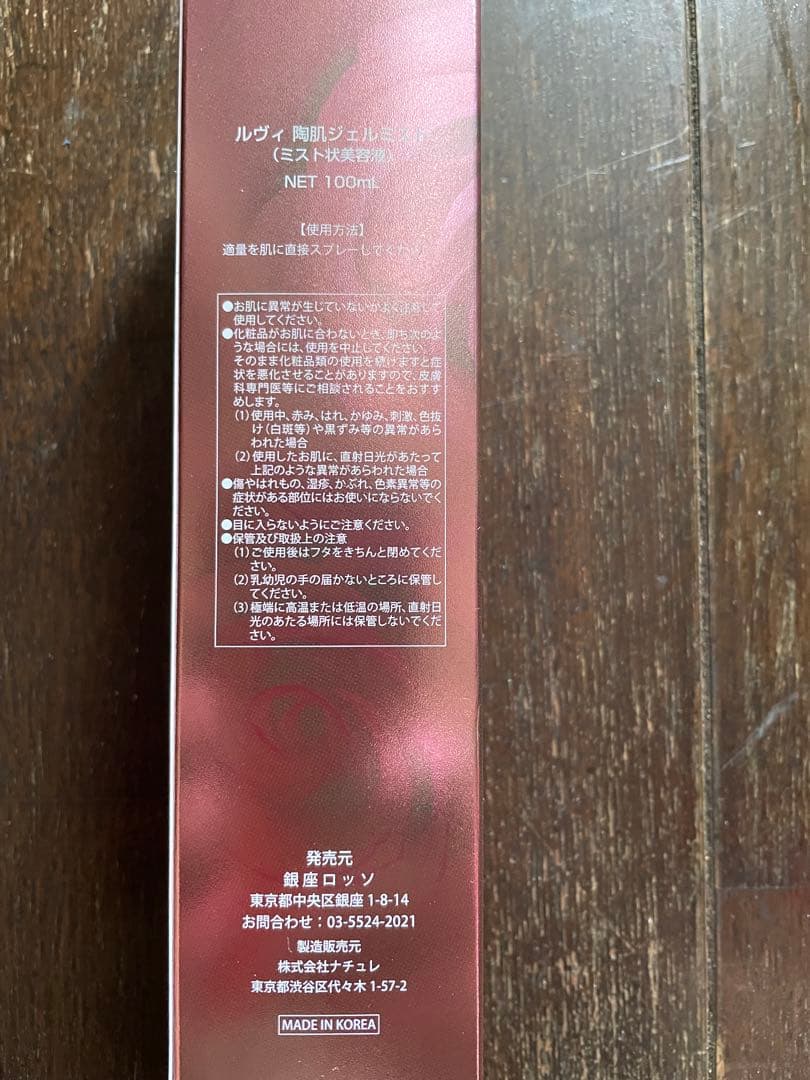 ルヴィ 陶肌ジェルミスト
（ミスト状美容液）
NET 100mL
【使用方法】
適量を肌に直接スプレーしてください
●お肌に異常が生じていないかよく注意して
使用してください。
●化粧品がお肌に合わないとき、即ち次のよ
うな場合には、使用を中止してください。
そのまま化粧品類の使用を続けますと症
状を悪化させることがありますので、皮膚
科専門医等にご相談されることをおすす
めします。
（1）使用中、赤み、はれ、かゆみ、刺激、色抜
け（白斑等）や黒ずみ等の異常があら
われた場合
（2）使用したお肌に、直射日光があたって
上記のような異常があらわれた場合
●傷やはれもの、湿疹、かぶれ、色素異常等の
症状がある部位にはお使いにならないでく
ださい。
●目に入らないようにご注意ください。
●保管及び取扱上の注意
（1）ご使用後はフタをきちんと閉めてくだ
さい。
（2）乳幼児の手の届かないところに保管し
てください。
（3）極端に高温または低温の場所、直射日
光のあたる場所には保管しないでくだ
さい。
発売元
銀座ロッソ
東京都中央区銀座 1-8-14
お問合わせ：03-5524-2021
製造販売元
株式会社ナチュレ
東京都渋谷区代々木 1-57-2
MADE IN KOREA